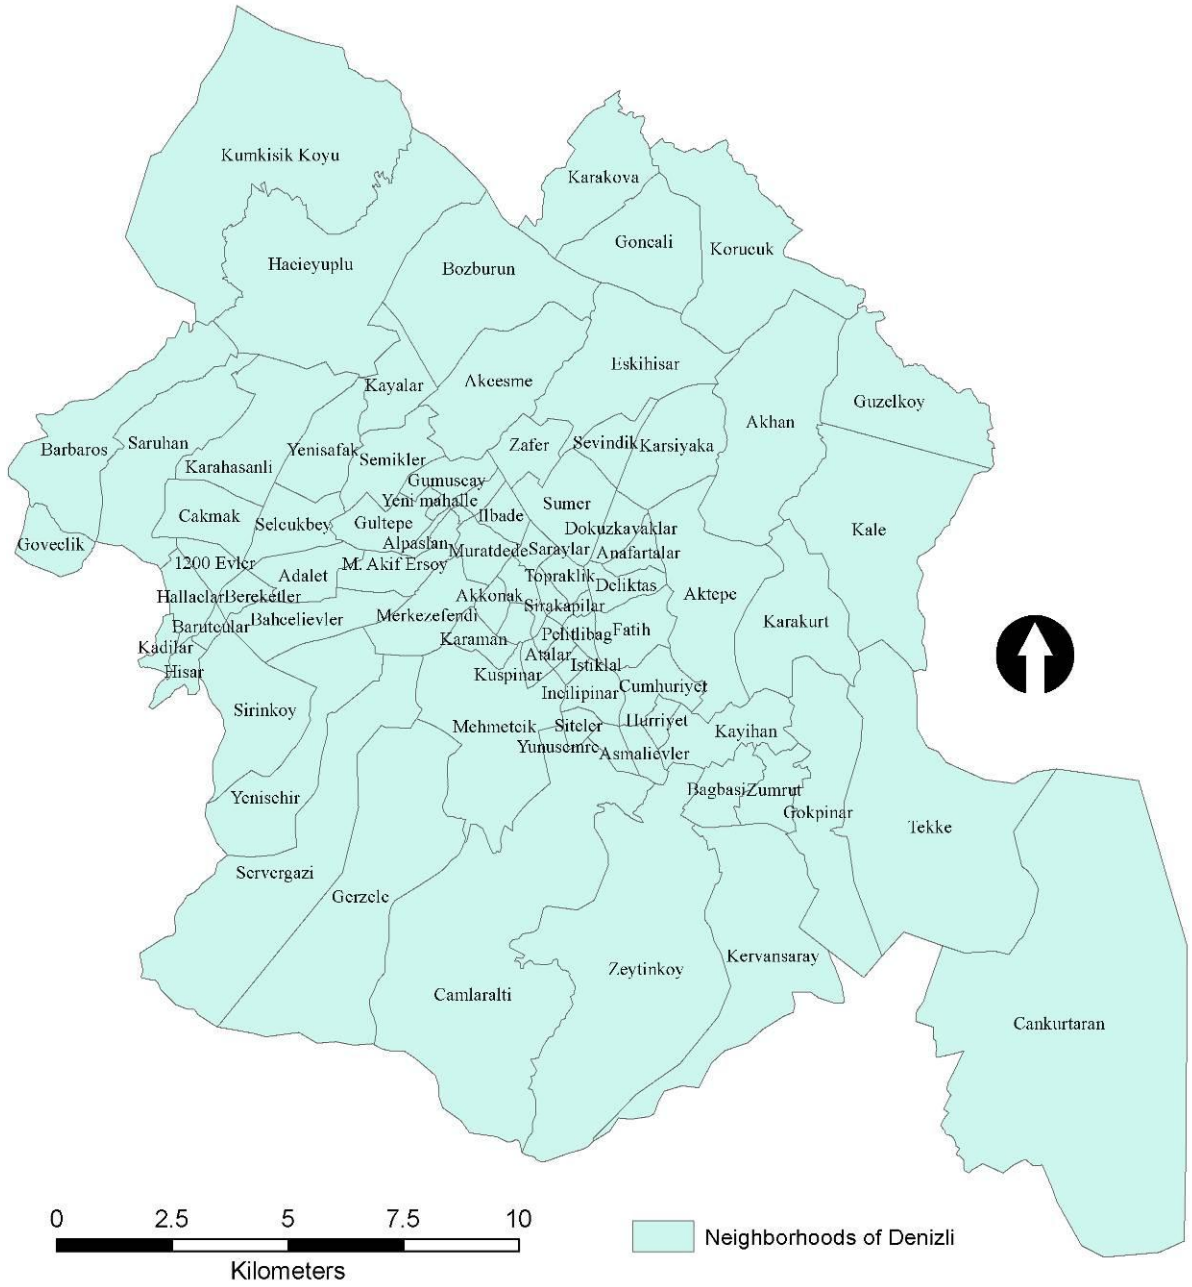 Kumkisik Koyu
Karakova
Goncali
Korucuk
Hacieyuplu
Bozburun
Eskihisar
Kayalar
Akcesme
Guzelkoy
Akhan
Barbaros
Saruhan
Karahasanli
Yenisafak
Semikler
Zafer
Sevindik
Karsiyaka
Gumuscay
Yeni mahalle
Cakmak
Selcukbey
Gultepe
Ilbade
Sumer
Dokuzkavaklar
Kale
Goveclik
Alpaslan
Muratdede
Saraylar
Anafartalar
1200 Evler
Adalet
M. Akif Ersoy
Topraklik
Deliktas
Hallaclar
Bereketler
Akkonak
Sirakapilar
Aktepe
Barutcular
Bahcelievler
Merkezefendi
Karakurt
Kadilar
Karaman
Pelitlibag
Fatih
Hisar
Kuspinar
Atalar
Istiklal
Sirinkoy
Incilipinar
Cumhuriyet
Mehmetcik
Siteler
Hurriyet
Kayihan
Yunusemre
Asmalievler
Yenisehir
Bagbasi
Zumrut
Gokpinar
Tekke
Servergazi
Gerzele
Camlaralti
Zeytinkoy
Kervansaray
Cankurtaran
0 2.5 5 7.5 10
Kilometers
Neighborhoods of Denizli